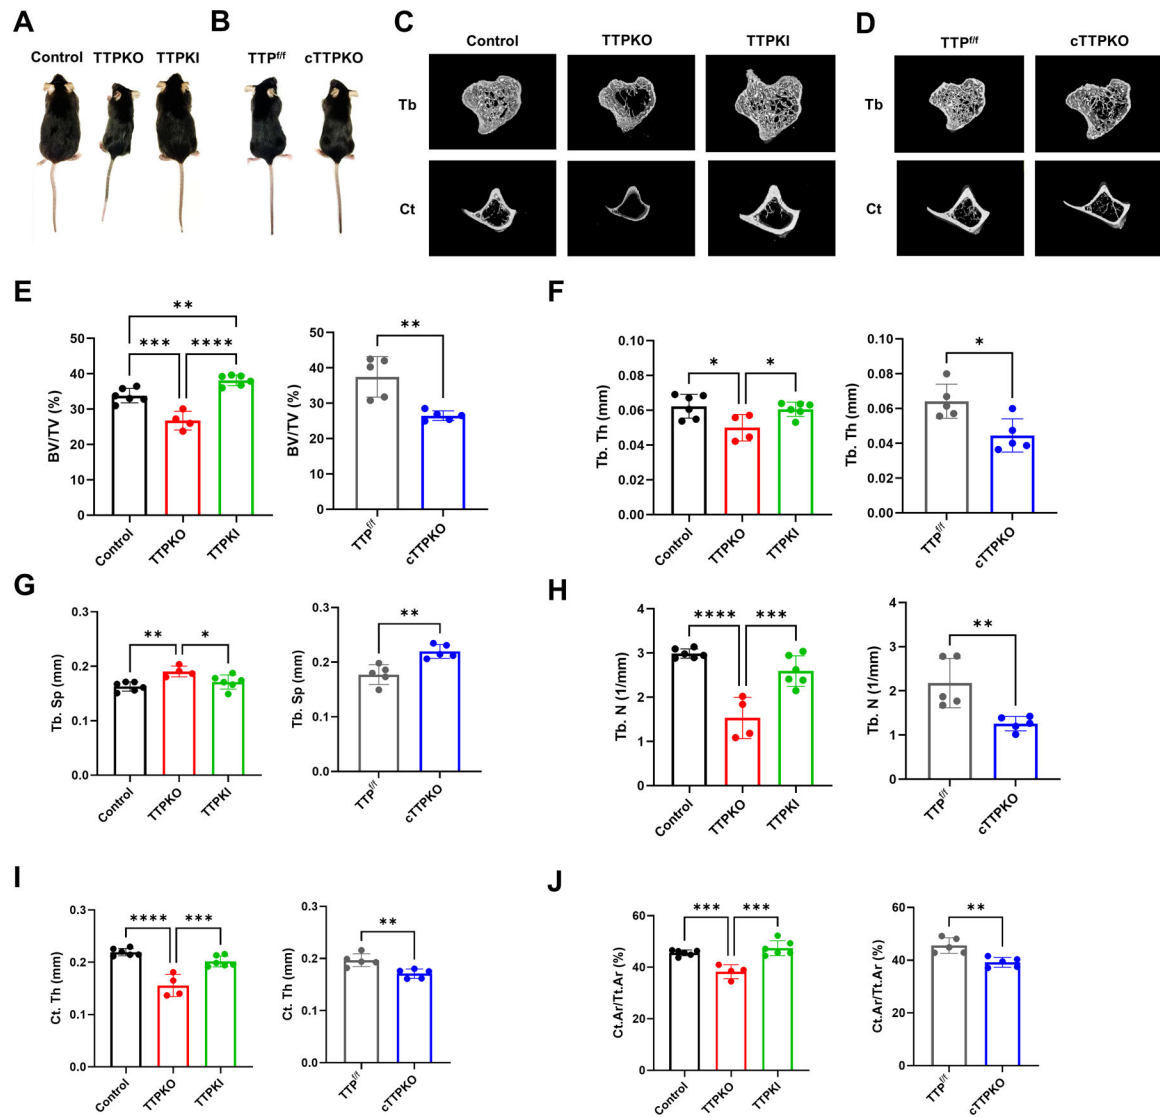 A
B
C
D
Control TTPKO TTPKI
TTPf/f cTTPKO
Control TTPKO TTPKI
TTPf/f cTTPKO
Tb
Ct
Tb
Ct
E
**
*** ****
BV/TV (%)
50
40
30
20
10
0
Control TTPKO TTPKI
**
BV/TV (%)
50
40
30
20
10
0
TTPf/f cTTPKO
F
* *
Tb. Th (mm)
0.10
0.08
0.06
0.04
0.02
0.00
Control TTPKO TTPKI
*
Tb. Th (mm)
0.10
0.08
0.06
0.04
0.02
0.00
TTPf/f cTTPKO
G
** *
Tb. Sp (mm)
0.3
0.2
0.1
0.0
Control TTPKO TTPKI
**
Tb. Sp (mm)
0.3
0.2
0.1
0.0
TTPf/f cTTPKO
H
**** ***
Tb. N (1/mm)
4
3
2
1
0
Control TTPKO TTPKI
**
Tb. N (1/mm)
4
3
2
1
0
TTPf/f cTTPKO
I
**** ***
Ct. Th (mm)
0.3
0.2
0.1
0.0
Control TTPKO TTPKI
**
Ct. Th (mm)
0.3
0.2
0.1
0.0
TTPf/f cTTPKO
J
*** ***
Ct.Ar/Tt.Ar (%)
60
40
20
0
Control TTPKO TTPKI
**
Ct.Ar/Tt.Ar (%)
60
40
20
0
TTPf/f cTTPKO